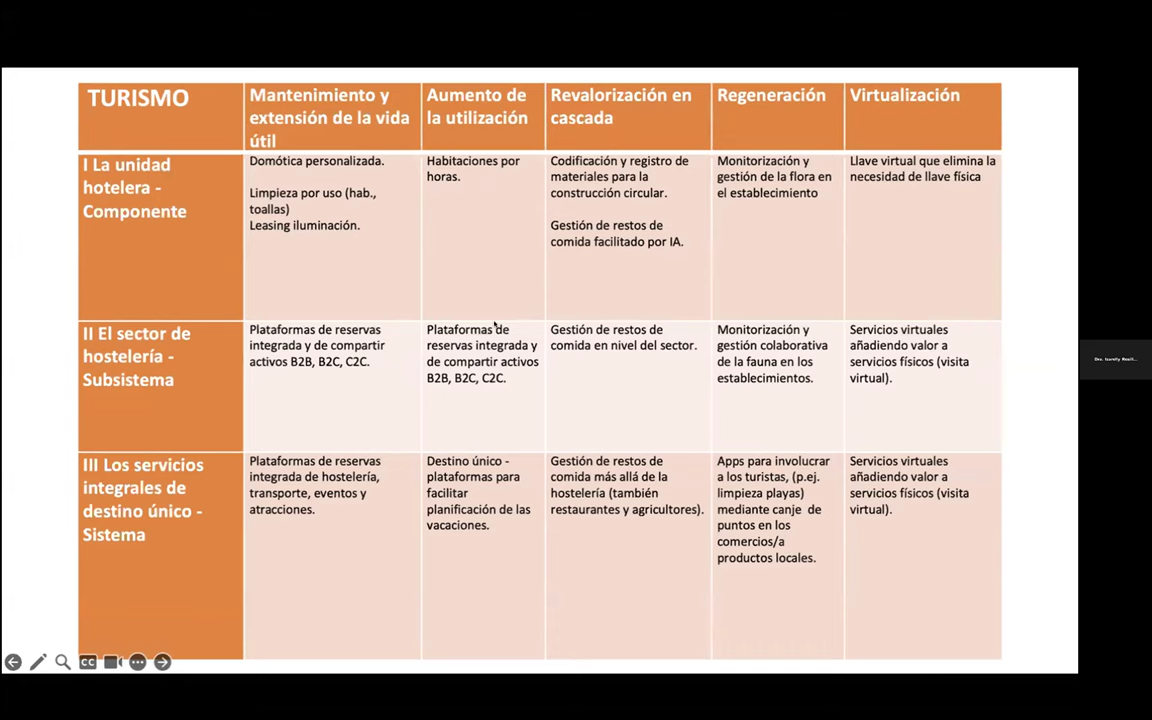 TURISMO
Mantenimiento y
extensión de la vida
útil
Aumento de
la utilización
Revalorización en
cascada
Regeneración
Virtualización
I La unidad
hotelera -
Componente
Domótica personalizada.
Limpieza por uso (hab.,
toallas)
Leasing iluminación.
Habitaciones por
horas.
Codificación y registro de
materiales para la
construcción circular.
Gestión de restos de
comida facilitado por IA.
Monitorización y
gestión de la flora en
el establecimiento
Llave virtual que elimina la
necesidad de llave física
II El sector de
hostelería -
Subsistema
Plataformas de reservas
integrada y de compartir
activos B2B, B2C, C2C.
Plataformas de
reservas integrada y
de compartir activos
B2B, B2C, C2C.
Gestión de restos de
comida en nivel del sector.
Monitorización y
gestión colaborativa
de la fauna en los
establecimientos.
Servicios virtuales
añadiendo valor a
servicios físicos (visita
virtual).
III Los servicios
integrales de
destino único -
Sistema
Plataformas de reservas
integrada de hostelería,
transporte, eventos y
atracciones.
Destino único -
plataformas para
facilitar
planificación de las
vacaciones.
Gestión de restos de
comida más allá de la
hostelería (también
restaurantes y agricultores).
Apps para involucrar
a los turistas, (p.ej.
limpieza playas)
mediante canje de
puntos en los
comercios/a
productos locales.
Servicios virtuales
añadiendo valor a
servicios físicos (visita
virtual).
CC